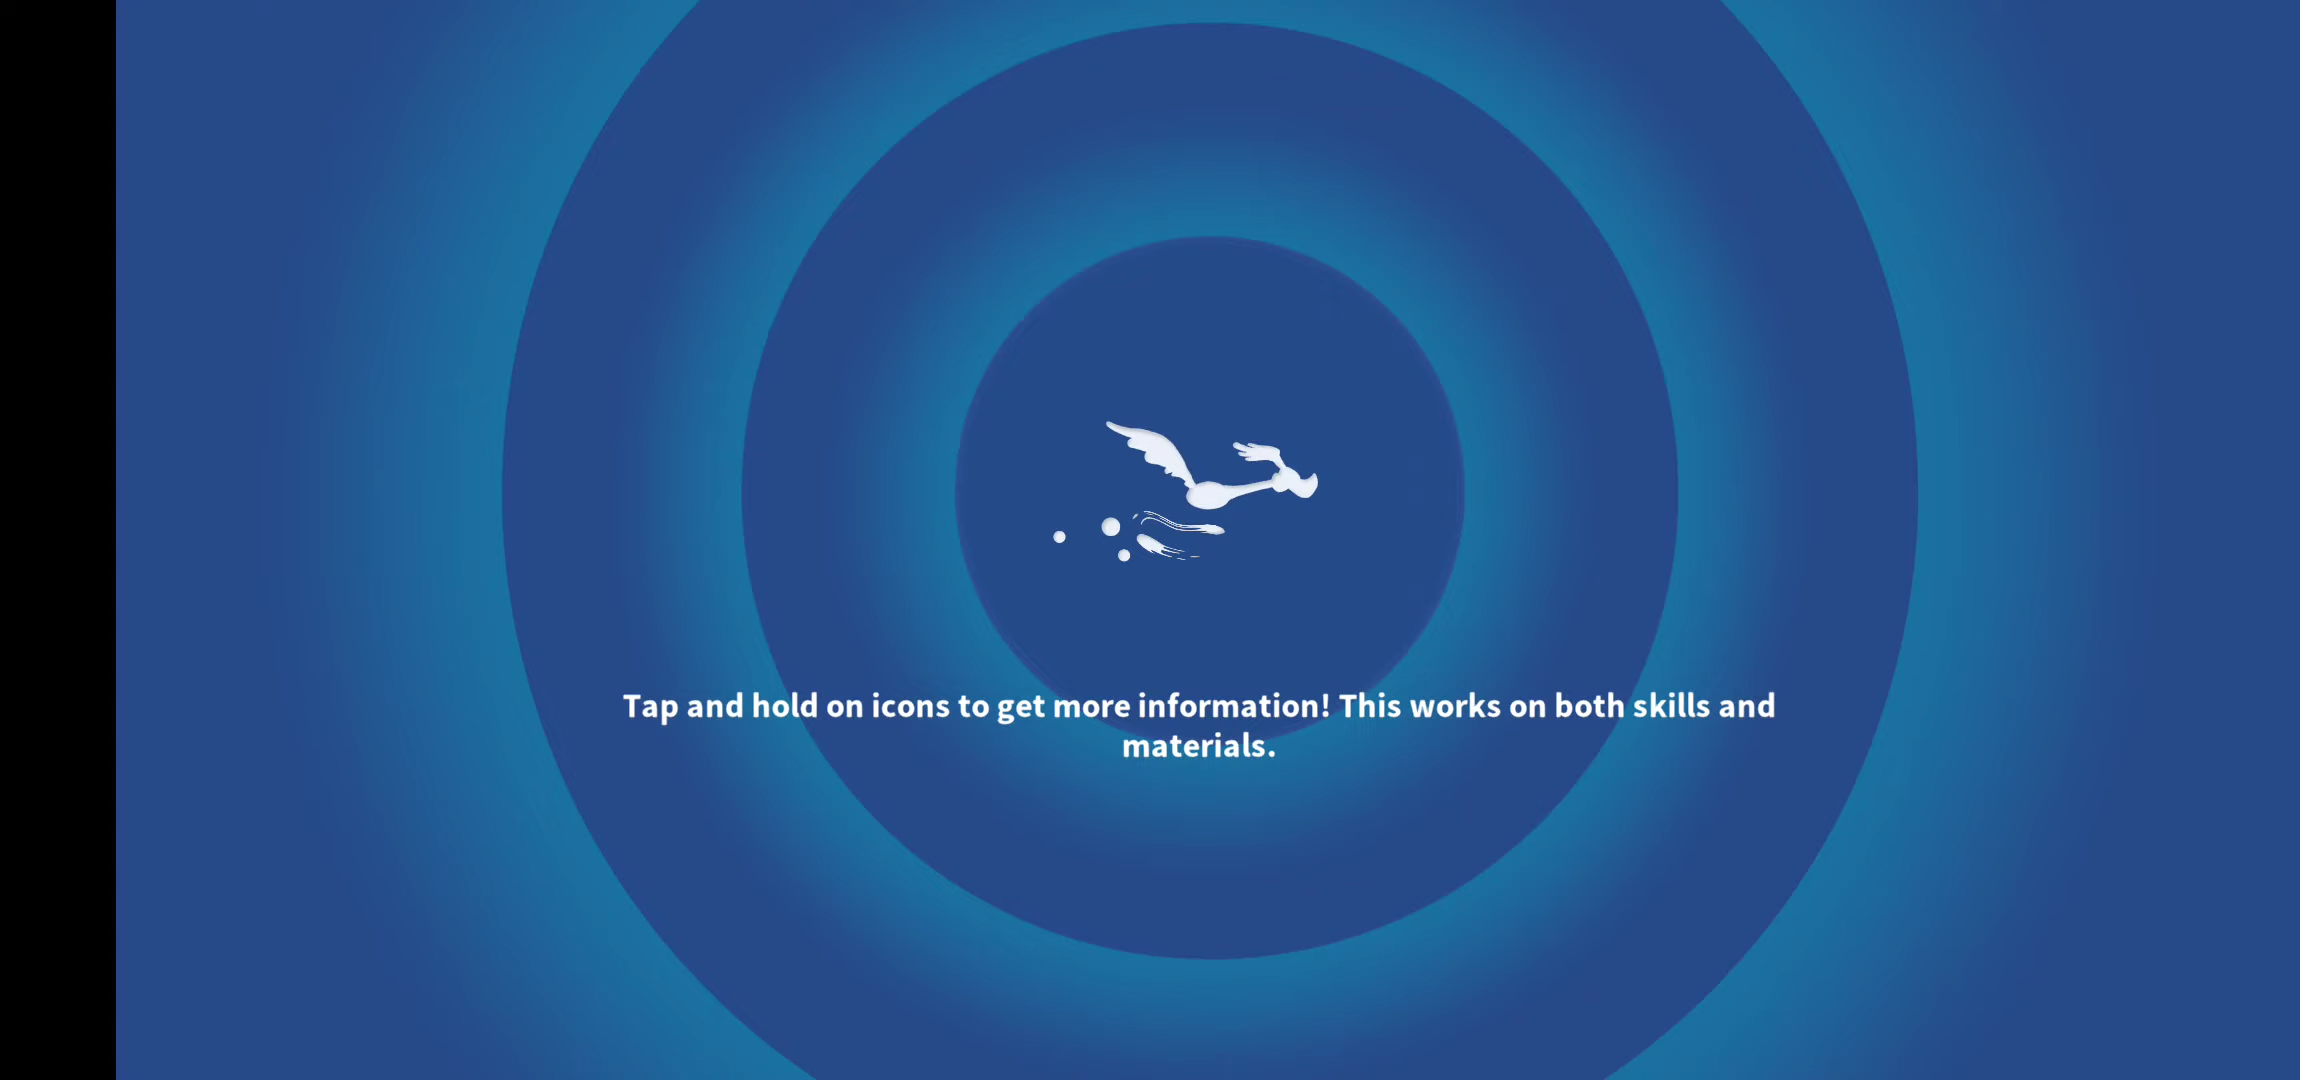 Tap and hold on icons to get more information! This works on both skills and
materials.